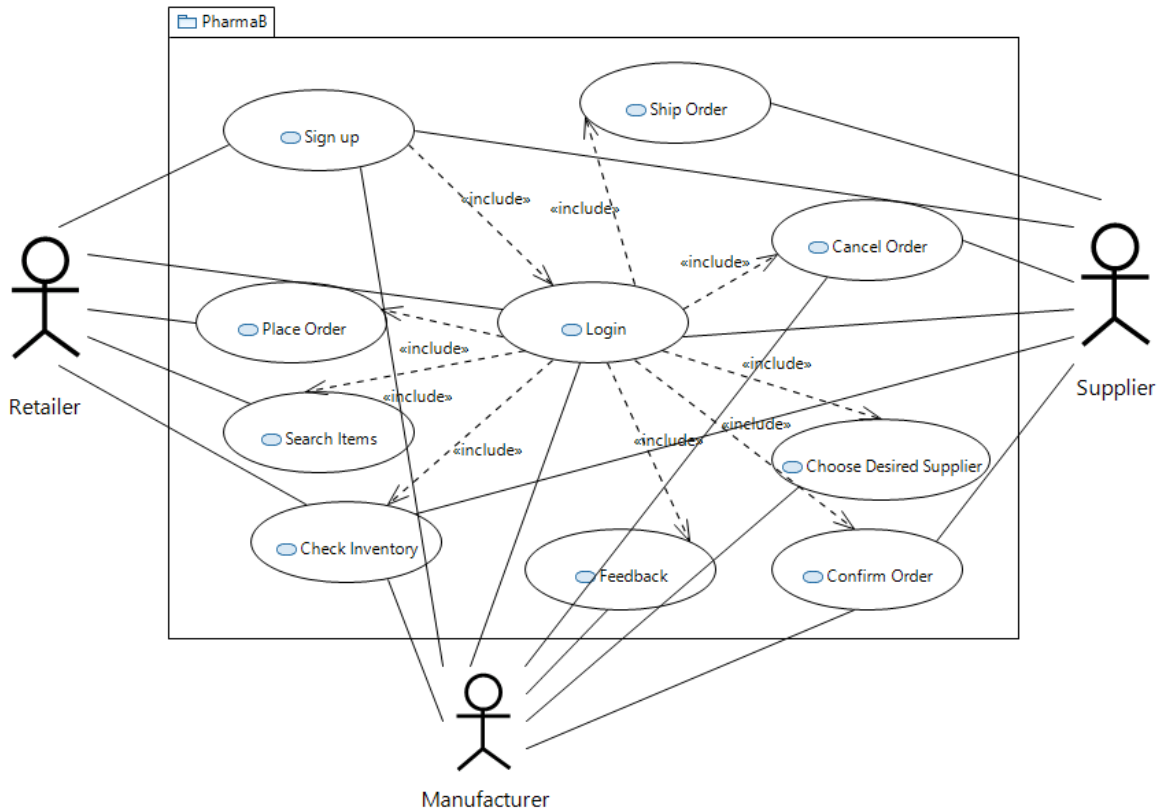 PharmaB
Ship Order
Sign up
«include»
«include»
Cancel Order
«include»
Place Order
Login
«include»
«include»
Retailer
Supplier
«include»
«include»
«include»
«include»
Search Items
Choose Desired Supplier
Check Inventory
Feedback
Confirm Order
Manufacturer